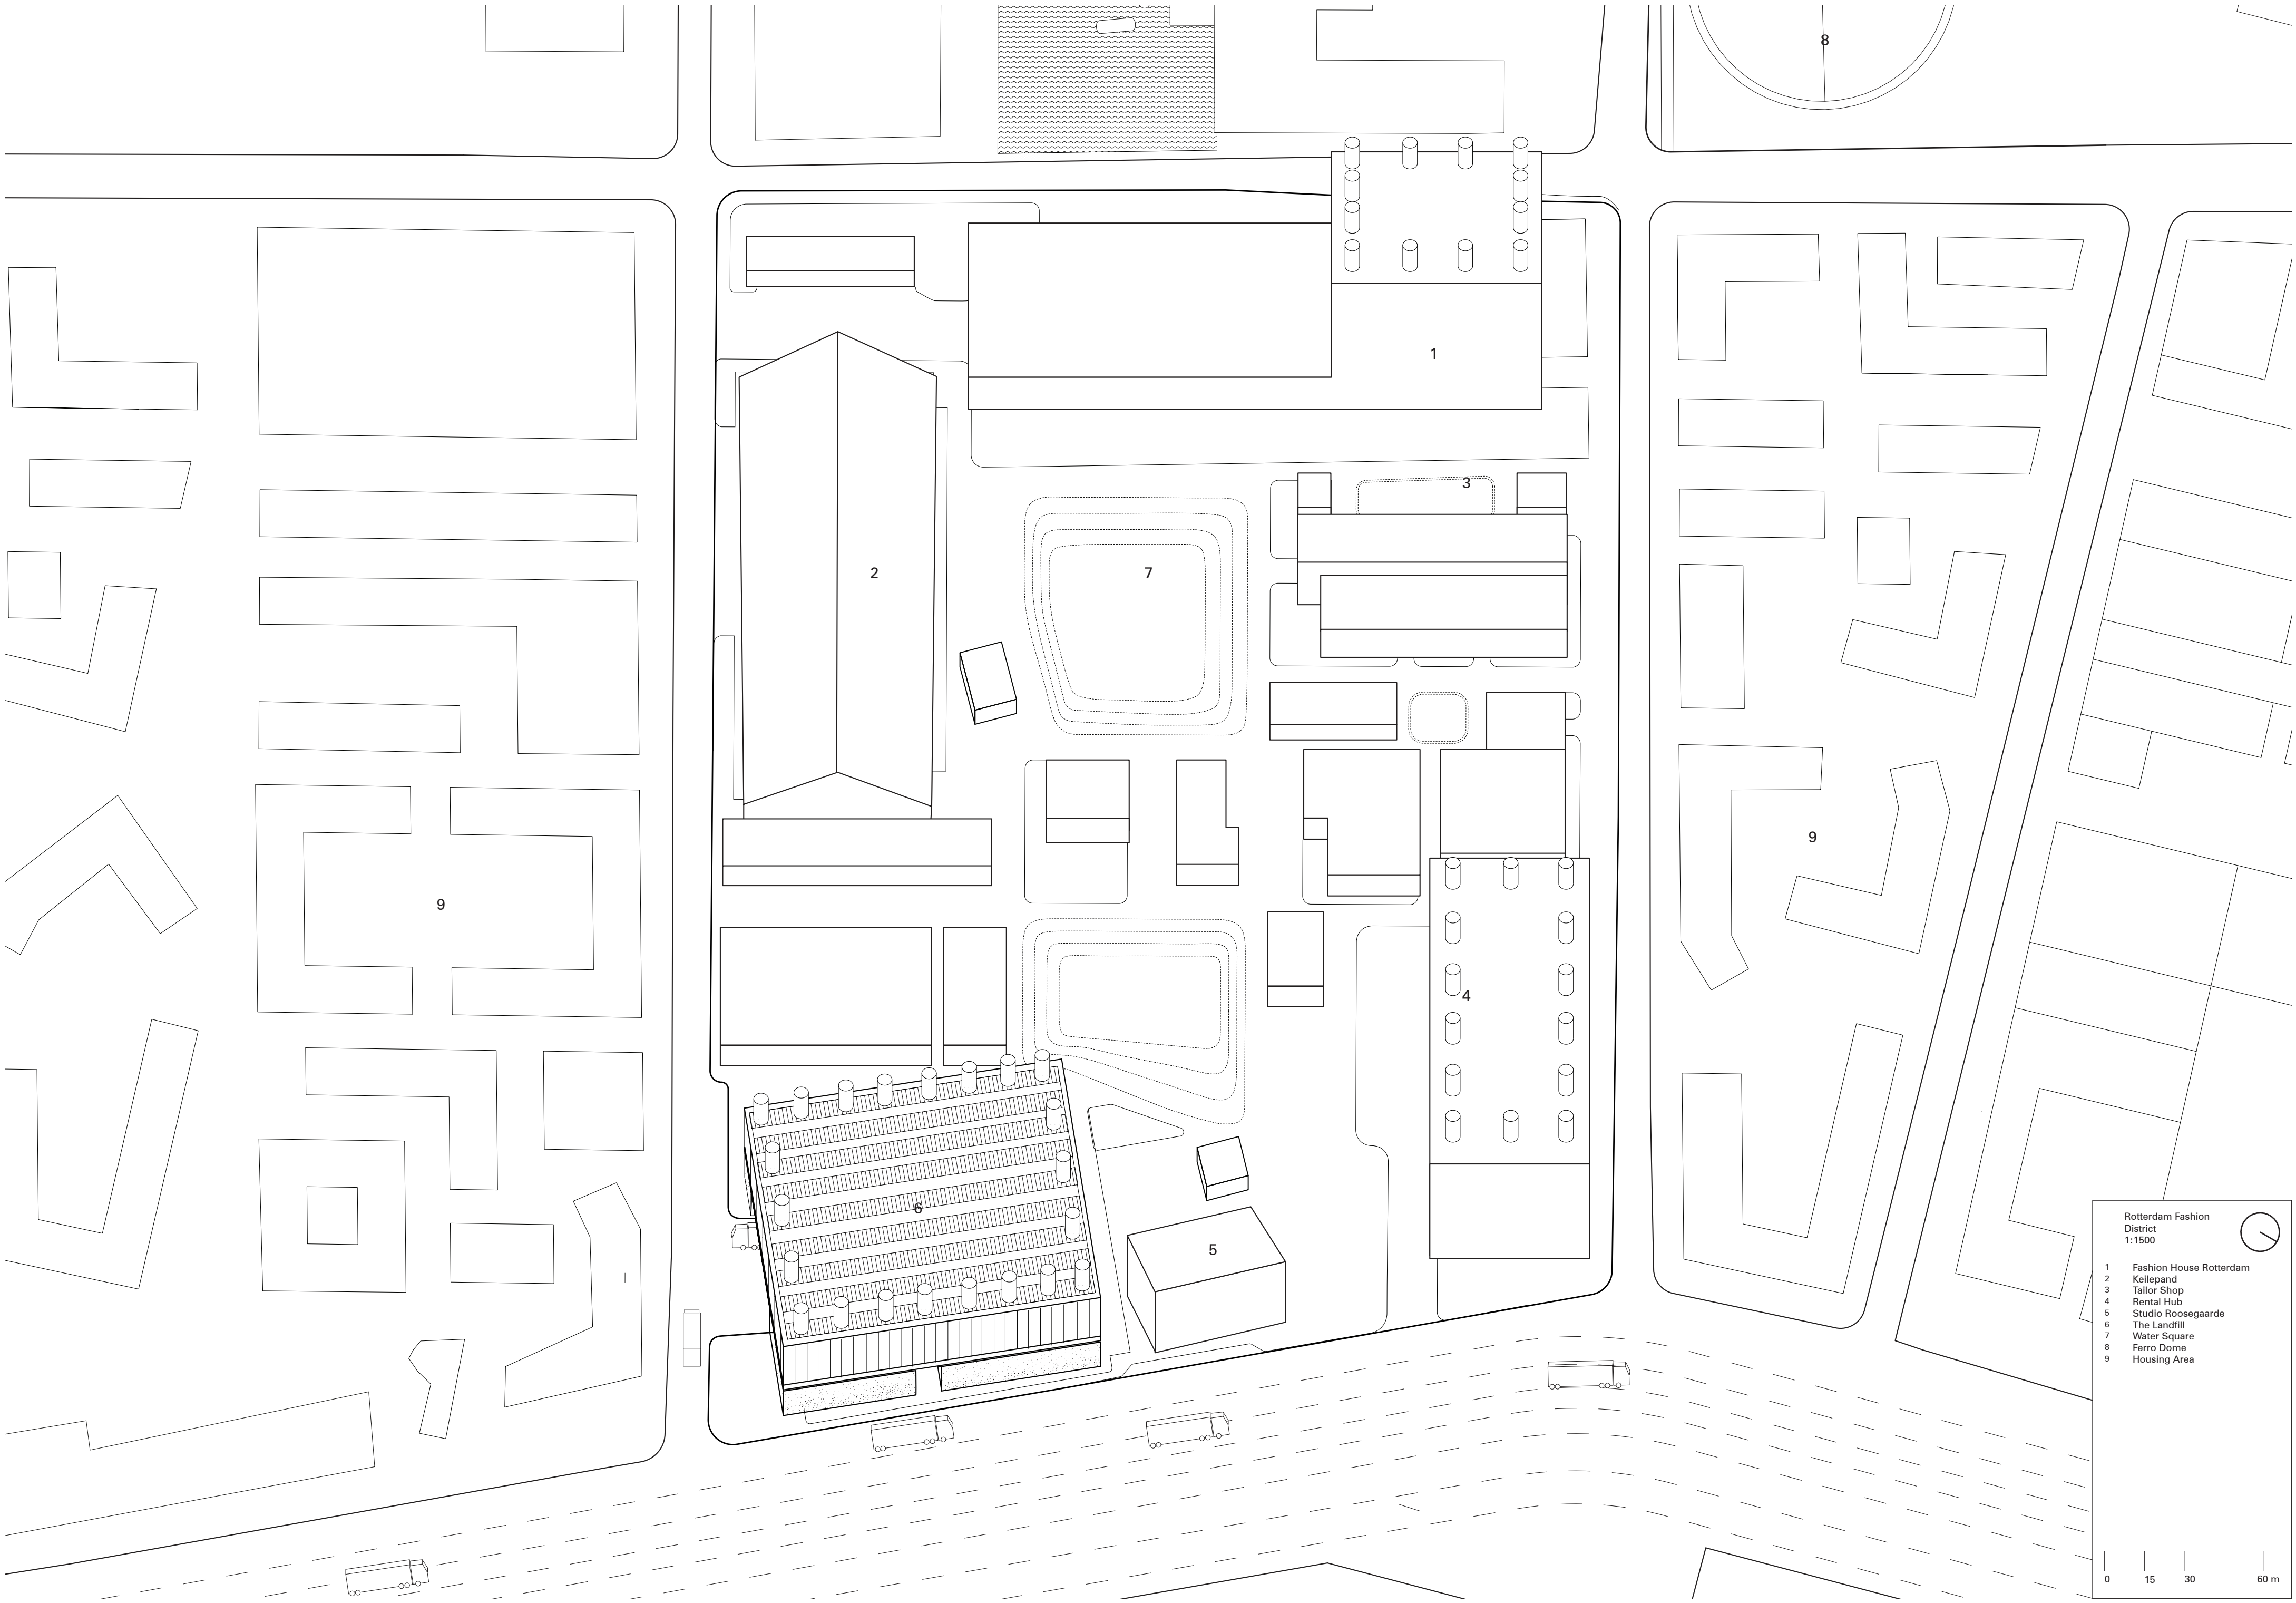 8
1
3
2
7
9
9
4
6
5
Rotterdam Fashion
District
1:1500
1 Fashion House Rotterdam
2 Keilepand
3 Tailor Shop
4 Rental Hub
5 Studio Roosegaarde
6 The Landfill
7 Water Square
8 Ferro Dome
9 Housing Area
0 15 30 60 m